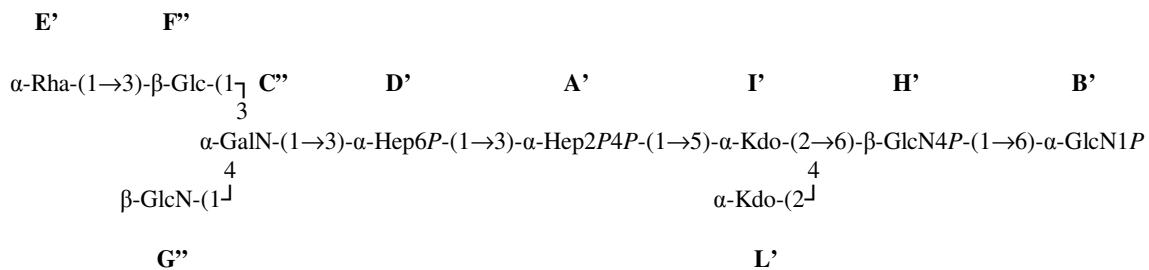 E’ F”
α-Rha-(1→3)-β-Glc-(1┐ C” D’ A’ I’ H’ B’
3
α-GalN-(1→3)-α-Hep6P-(1→3)-α-Hep2P4P-(1→5)-α-Kdo-(2→6)-β-GlcN4P-(1→6)-α-GlcN1P
4 4
β-GlcN-(1┘ α-Kdo-(2┘
G” L’